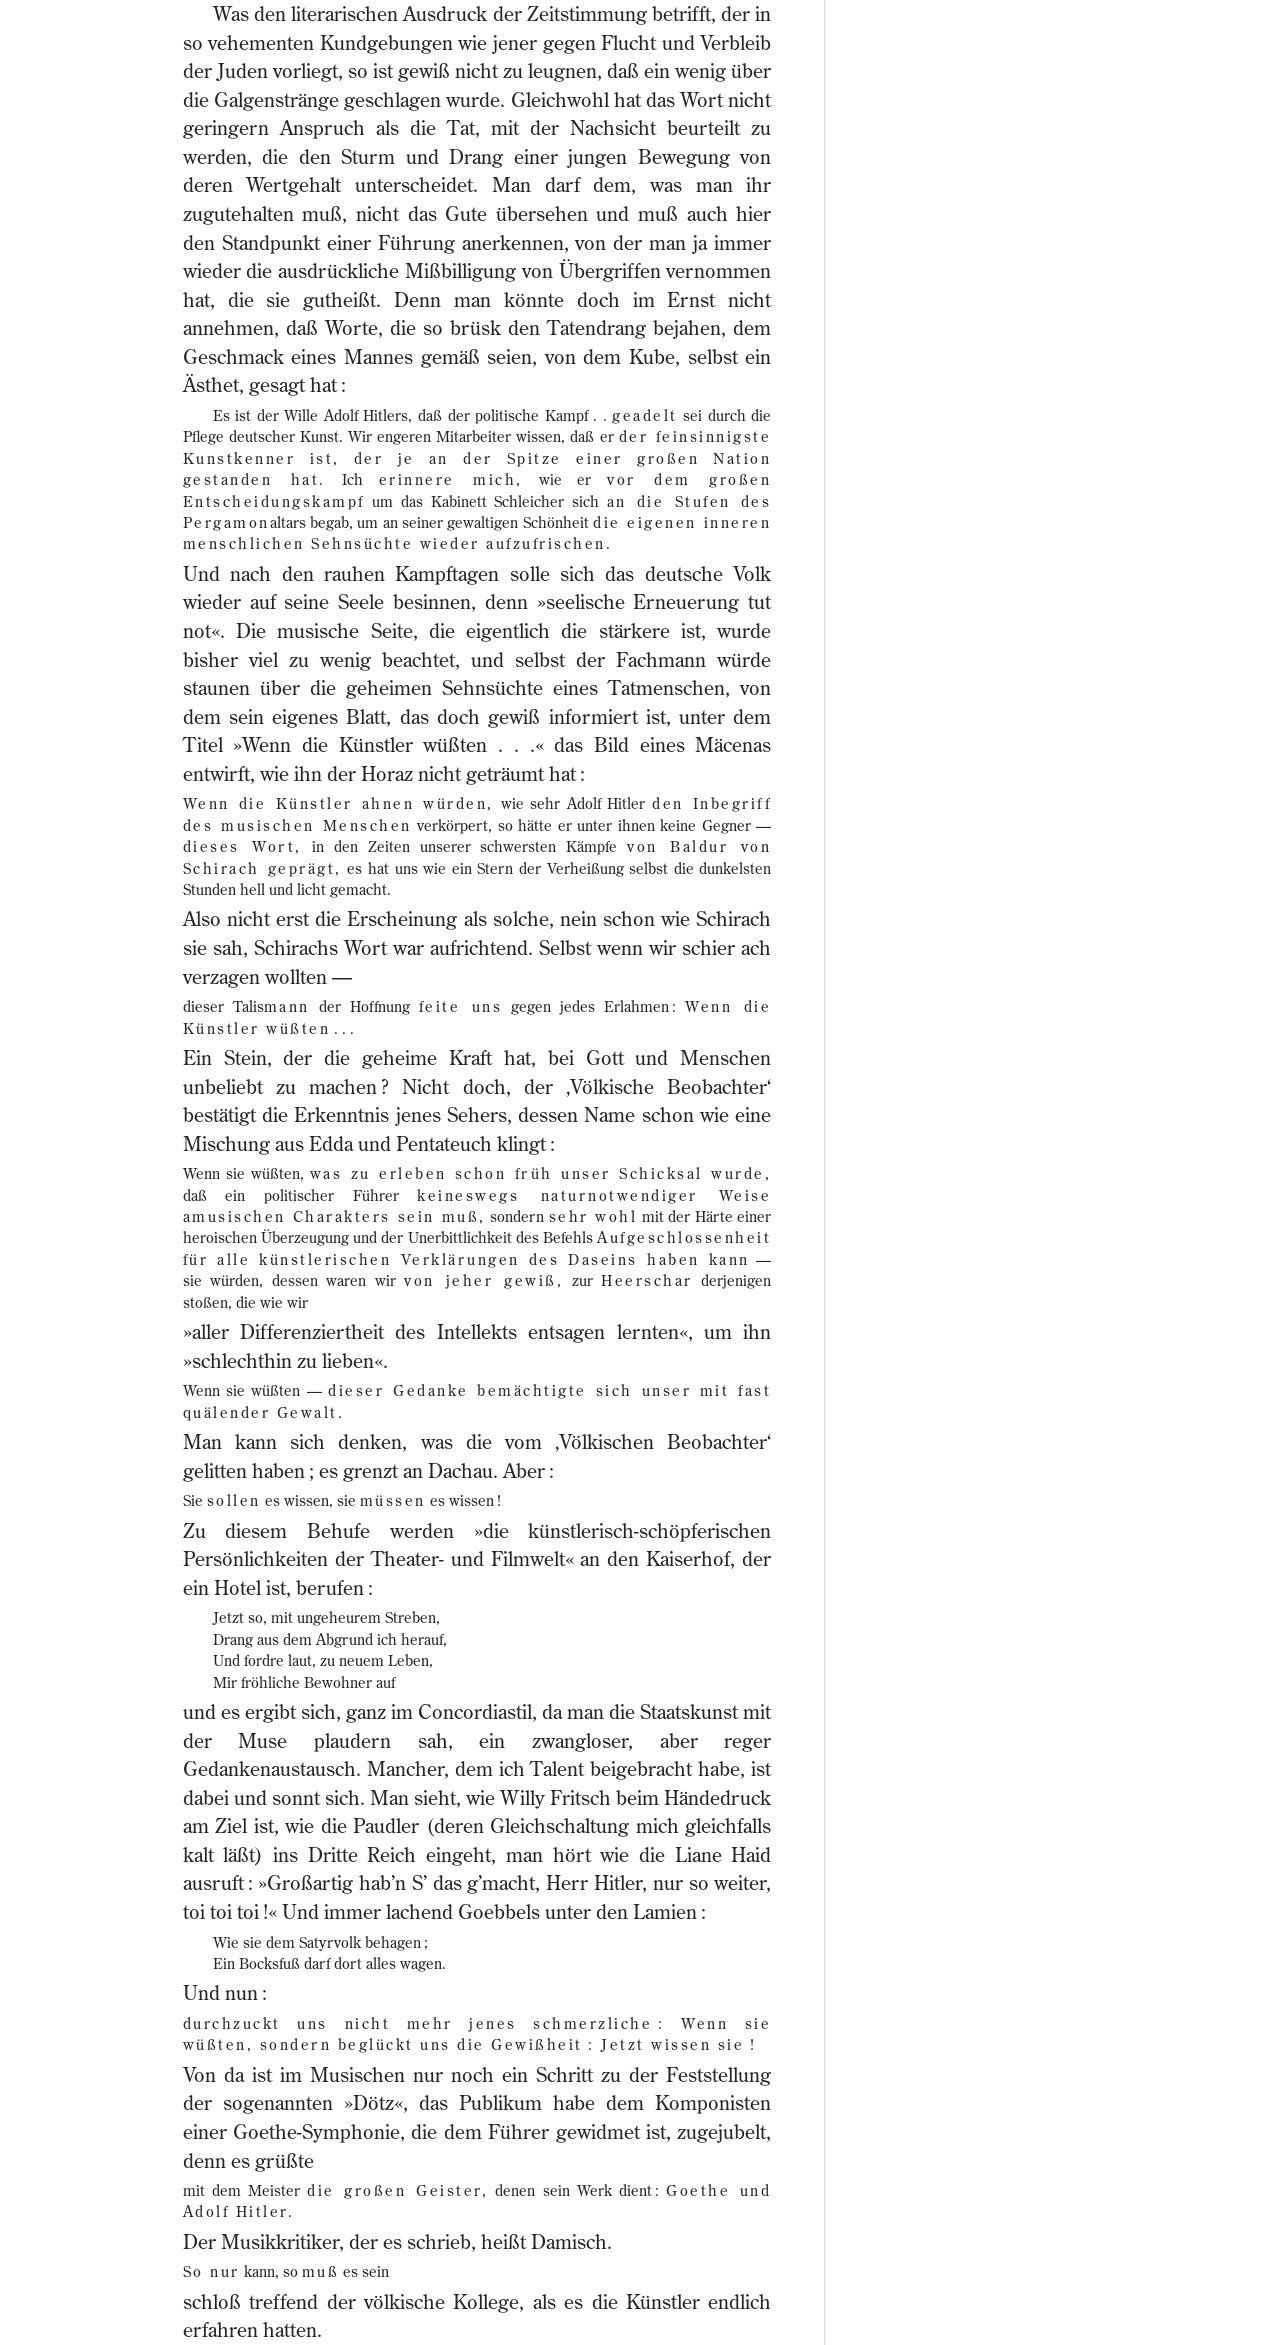 Was den literarischen Ausdruck der Zeitstimmung betrifft, der in
so vehementen Kundgebungen wie jener gegen Flucht und Verbleib
der Juden vorliegt, so ist gewiß nicht zu leugnen, daß ein wenig über
die Galgenstränge geschlagen wurde. Gleichwohl hat das Wort nicht
geringern Anspruch als die Tat, mit der Nachsicht beurteilt zu
werden, die den Sturm und Drang einer jungen Bewegung von
deren Wertgehalt unterscheidet. Man darf dem, was man ihr
zugutehalten muß, nicht das Gute übersehen und muß auch hier
den Standpunkt einer Führung anerkennen, von der man ja immer
wieder die ausdrückliche Mißbilligung von Übergriffen vernommen
hat, die sie gutheißt. Denn man könnte doch im Ernst nicht
annehmen, daß Worte, die so brüsk den Tatendrang bejahen, dem
Geschmack eines Mannes gemäß seien, von dem Kube, selbst ein
Ästhet, gesagt hat :
Es ist der Wille Adolf Hitlers, daß der politische Kampf . . geadelt sei durch die
Pflege deutscher Kunst. Wir engeren Mitarbeiter wissen, daß er der feinsinnigste
Kunstkenner ist, der je an der Spitze einer großen Nation
gestanden hat. Ich erinnere mich, wie er vor dem großen
Entscheidungskampf um das Kabinett Schleicher sich an die Stufen des
Pergamonaltars begab, um an seiner gewaltigen Schönheit die eigenen inneren
menschlichen Sehnsüchte wieder aufzufrischen.
Und nach den rauhen Kampftagen solle sich das deutsche Volk
wieder auf seine Seele besinnen, denn »seelische Erneuerung tut
not«. Die musische Seite, die eigentlich die stärkere ist, wurde
bisher viel zu wenig beachtet, und selbst der Fachmann würde
staunen über die geheimen Sehnsüchte eines Tatmenschen, von
dem sein eigenes Blatt, das doch gewiß informiert ist, unter dem
Titel »Wenn die Künstler wüßten . . .« das Bild eines Mäcenas
entwirft, wie ihn der Horaz nicht geträumt hat :
Wenn die Künstler ahnen würden, wie sehr Adolf Hitler den Inbegriff
des musischen Menschen verkörpert, so hätte er unter ihnen keine Gegner —
dieses Wort, in den Zeiten unserer schwersten Kämpfe von Baldur von
Schirach geprägt, es hat uns wie ein Stern der Verheißung selbst die dunkelsten
Stunden hell und licht gemacht.
Also nicht erst die Erscheinung als solche, nein schon wie Schirach
sie sah, Schirachs Wort war aufrichtend. Selbst wenn wir schier ach
verzagen wollten —
dieser Talismann der Hoffnung feite uns gegen jedes Erlahmen : Wenn die
Künstler wüßten . . .
Ein Stein, der die geheime Kraft hat, bei Gott und Menschen
unbeliebt zu machen ? Nicht doch, der ‚Völkische Beobachter‘
bestätigt die Erkenntnis jenes Sehers, dessen Name schon wie eine
Mischung aus Edda und Pentateuch klingt :
Wenn sie wüßten, was zu erleben schon früh unser Schicksal wurde,
daß ein politischer Führer keineswegs naturnotwendiger Weise
amusischen Charakters sein muß, sondern sehr wohl mit der Härte einer
heroischen Überzeugung und der Unerbittlichkeit des Befehls Aufgeschlossenheit
für alle künstlerischen Verklärungen des Daseins haben kann —
sie würden, dessen waren wir von jeher gewiß, zur Heerschar derjenigen
stoßen, die wie wir
»aller Differenziertheit des Intellekts entsagen lernten«, um ihn
»schlechthin zu lieben«.
Wenn sie wüßten — dieser Gedanke bemächtigte sich unser mit fast
quälender Gewalt.
Man kann sich denken, was die vom ‚Völkischen Beobachter‘
gelitten haben ; es grenzt an Dachau. Aber :
Sie sollen es wissen, sie müssen es wissen !
Zu diesem Behufe werden »die künstlerisch-schöpferischen
Persönlichkeiten der Theater- und Filmwelt« an den Kaiserhof, der
ein Hotel ist, berufen :
Jetzt so, mit ungeheurem Streben,
Drang aus dem Abgrund ich herauf,
Und fordre laut, zu neuem Leben,
Mir fröhliche Bewohner auf
und es ergibt sich, ganz im Concordiastil, da man die Staatskunst mit
der Muse plaudern sah, ein zwangloser, aber reger
Gedankenaustausch. Mancher, dem ich Talent beigebracht habe, ist
dabei und sonnt sich. Man sieht, wie Willy Fritsch beim Händedruck
am Ziel ist, wie die Paudler (deren Gleichschaltung mich gleichfalls
kalt läßt) ins Dritte Reich eingeht, man hört wie die Liane Haid
ausruft : »Großartig hab’n S’ das g’macht, Herr Hitler, nur so weiter,
toi toi toi !« Und immer lachend Goebbels unter den Lamien :
Wie sie dem Satyrvolk behagen ;
Ein Bocksfuß darf dort alles wagen.
Und nun :
durchzuckt uns nicht mehr jenes schmerzliche : Wenn sie
wüßten, sondern beglückt uns die Gewißheit : Jetzt wissen sie !
Von da ist im Musischen nur noch ein Schritt zu der Feststellung
der sogenannten »Dötz«, das Publikum habe dem Komponisten
einer Goethe-Symphonie, die dem Führer gewidmet ist, zugejubelt,
denn es grüßte
mit dem Meister die großen Geister, denen sein Werk dient : Goethe und
Adolf Hitler.
Der Musikkritiker, der es schrieb, heißt Damisch.
So nur kann, so muß es sein
schloß treffend der völkische Kollege, als es die Künstler endlich
erfahren hatten.